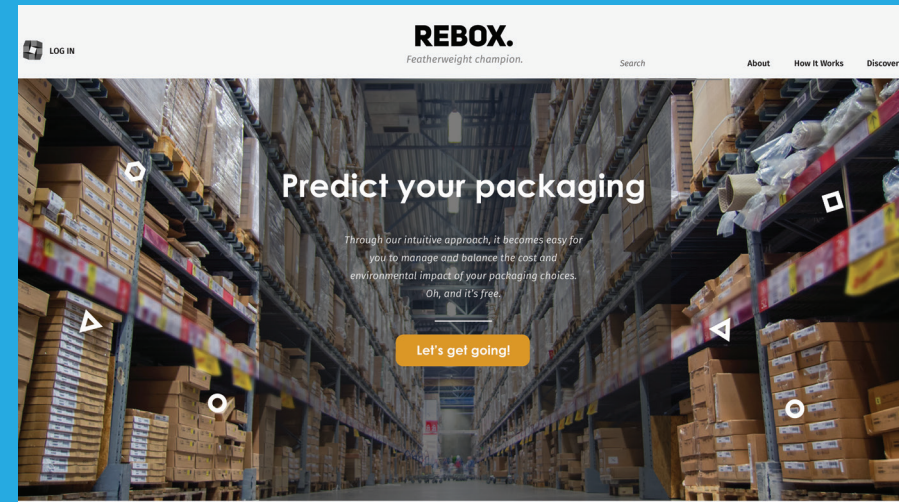 LOG IN
REBOX.
Featherweight champion.
Search
About
How It Works
Discover
Predict your packaging
Through our intuitive approach, it becomes easy for
you to manage and balance the cost and
environmental impact of your packaging choices.
Oh, and it's free.
Let's get going!